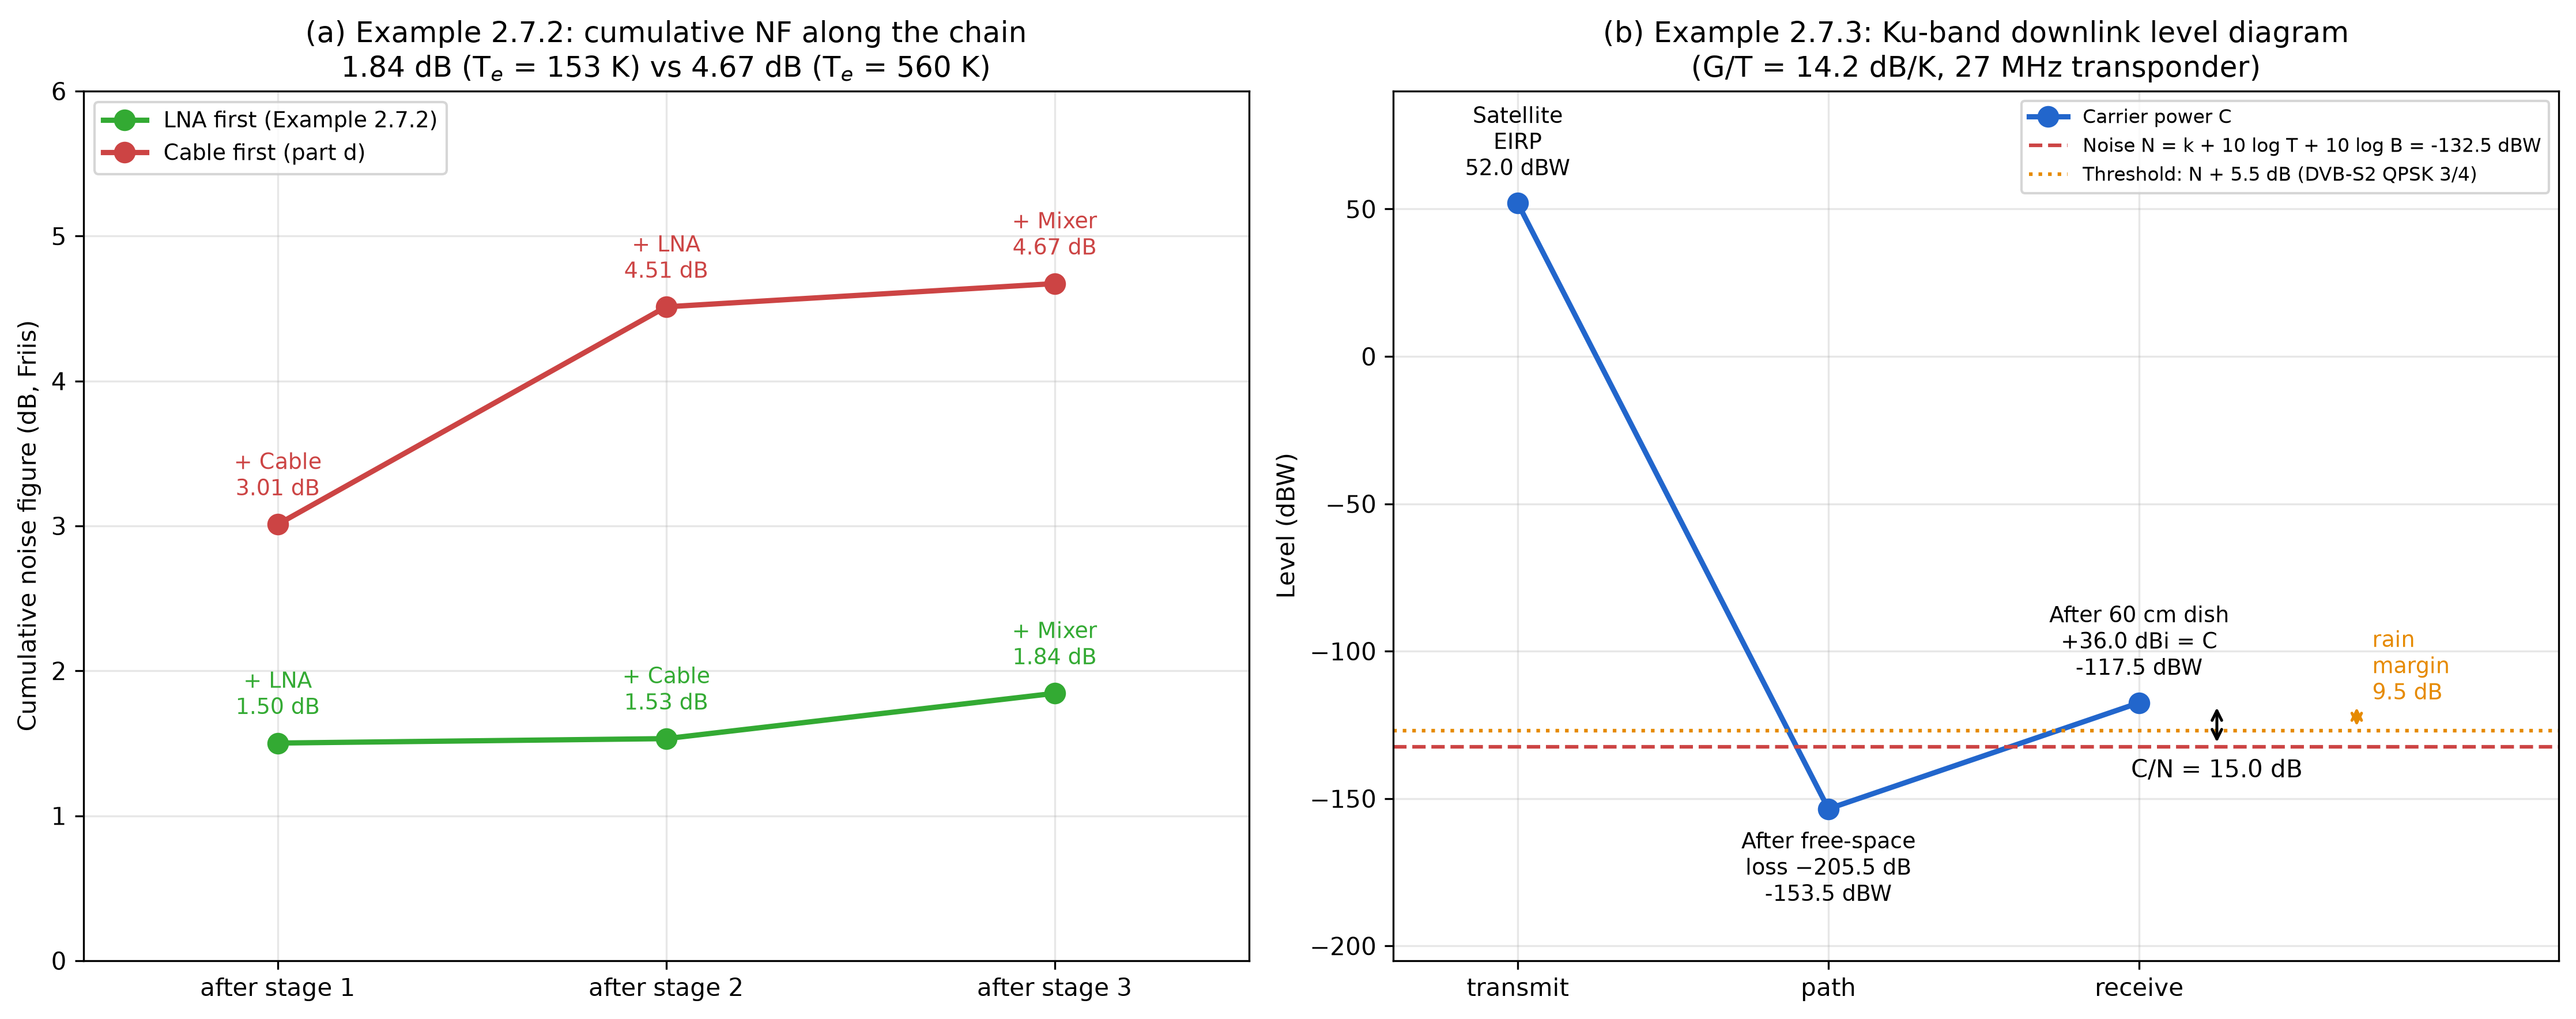 (a) Example 2.7.2: cumulative NF along the chain
1.84 dB (Tₑ = 153 K) vs 4.67 dB (Tₑ = 560 K)
Cumulative noise figure (dB, Friis)
6
5
4
3
2
1
0
LNA first (Example 2.7.2)
Cable first (part d)
+ Cable
3.01 dB
+ LNA
4.51 dB
+ Mixer
4.67 dB
+ LNA
1.50 dB
+ Cable
1.53 dB
+ Mixer
1.84 dB
after stage 1
after stage 2
after stage 3
(b) Example 2.7.3: Ku-band downlink level diagram
(G/T = 14.2 dB/K, 27 MHz transponder)
Level (dBW)
50
0
−50
−100
−150
−200
Carrier power C
Noise N = k + 10 log T + 10 log B = -132.5 dBW
Threshold: N + 5.5 dB (DVB-S2 QPSK 3/4)
Satellite
EIRP
52.0 dBW
After free-space
loss −205.5 dB
-153.5 dBW
After 60 cm dish
+36.0 dBi = C
-117.5 dBW
rain
margin
9.5 dB
C/N = 15.0 dB
transmit
path
receive